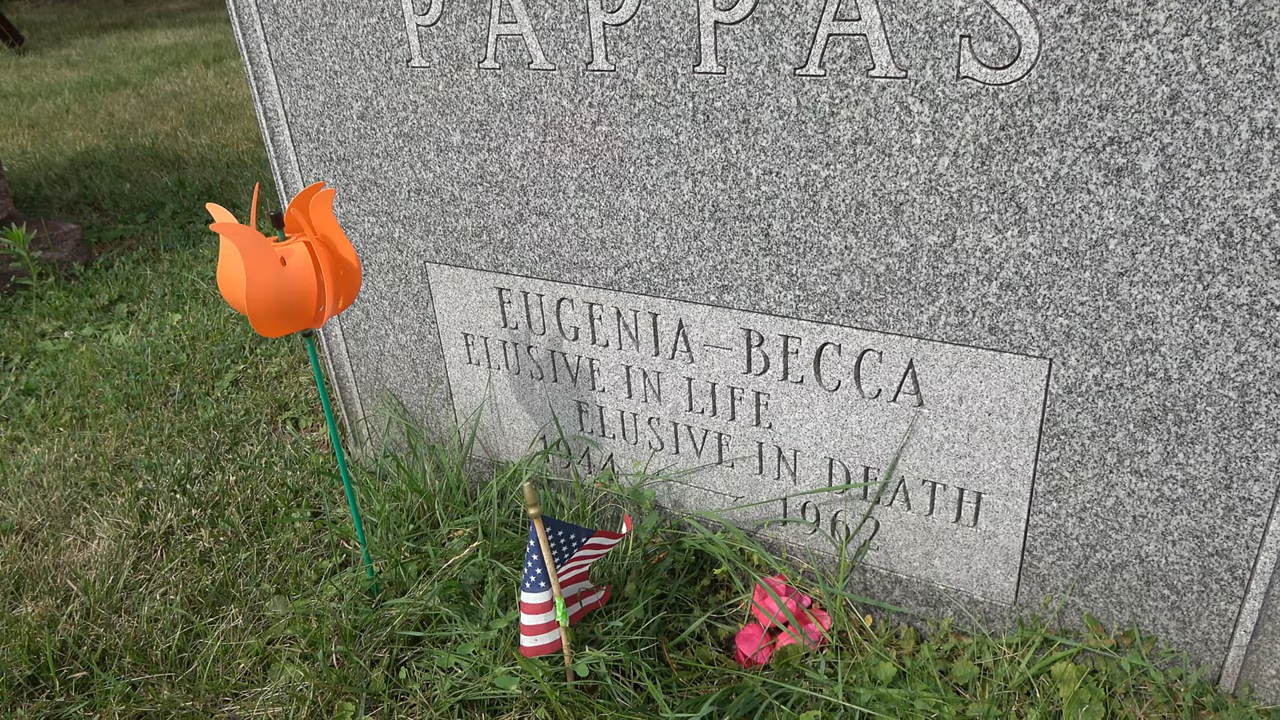 PAPPAS
EUGENIA–BECCA
ELUSIVE IN LIFE
ELUSIVE IN DEATH
1944 – 1962